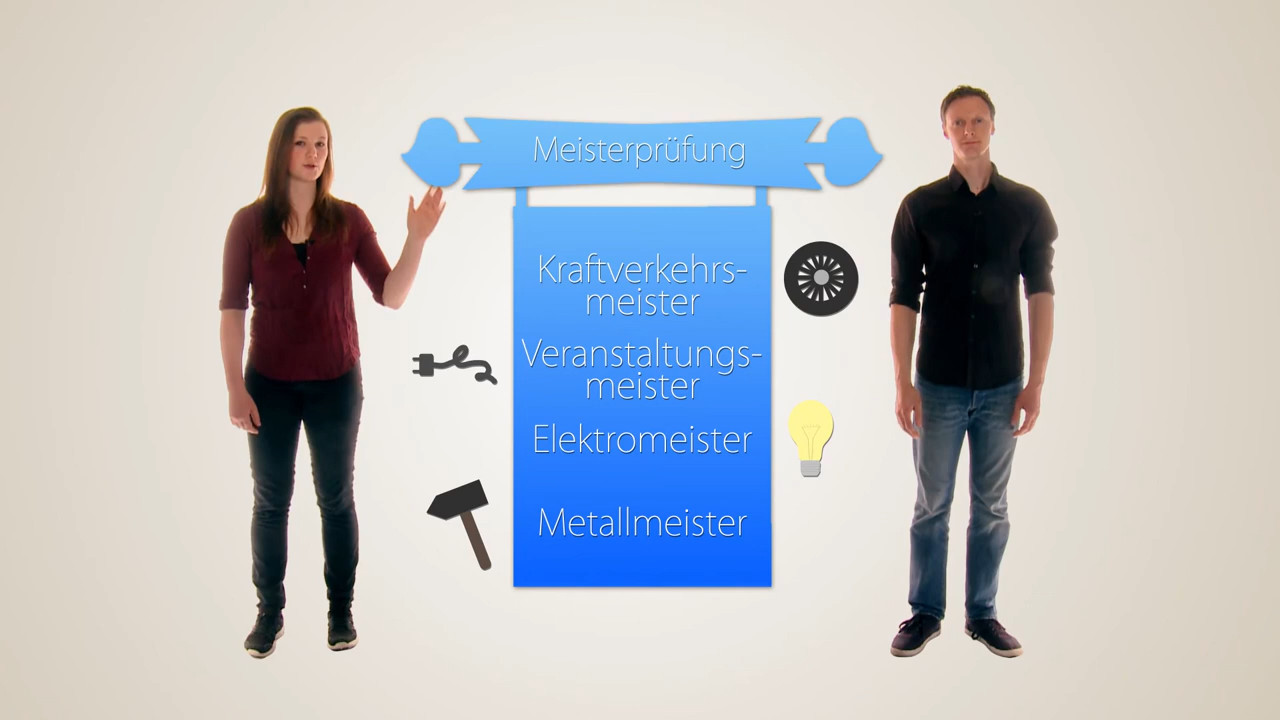 Meisterprüfung
Kraftverkehrs-
meister
Veranstaltungs-
meister
Elektromeister
Metallmeister